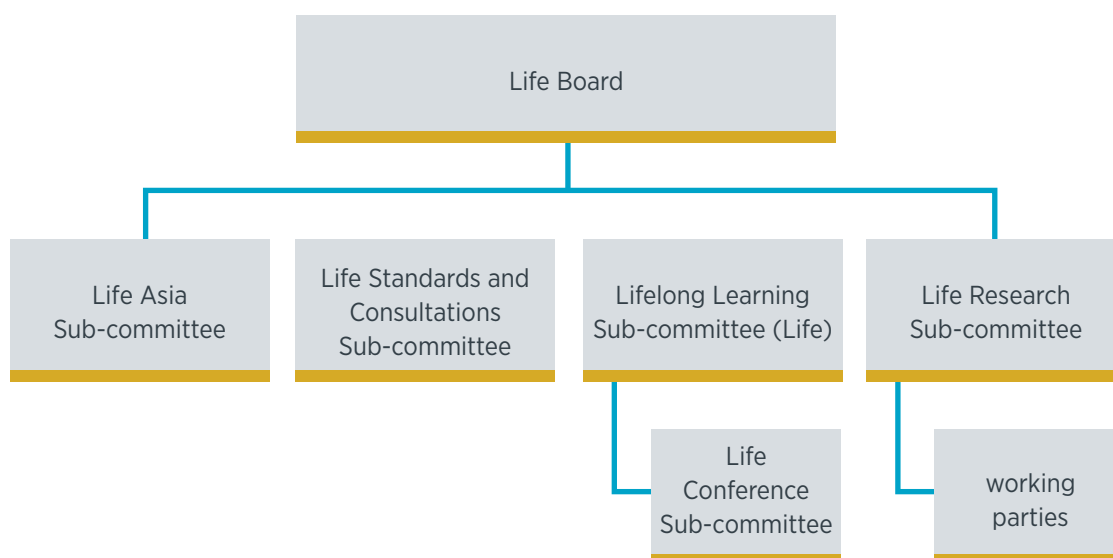 Life Board
Life Asia
Sub-committee
Life Standards and
Consultations
Sub-committee
Lifelong Learning
Sub-committee (Life)
Life Research
Sub-committee
Life
Conference
Sub-committee
working
parties